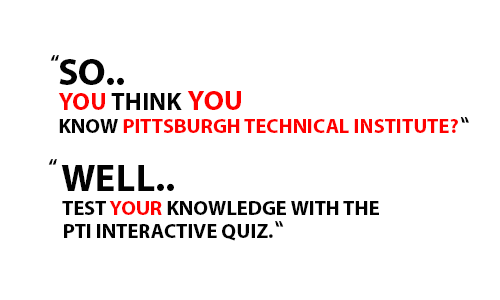 “SO..
YOU THINK YOU
KNOW PITTSBURGH TECHNICAL INSTITUTE?“
“WELL..
TEST YOUR KNOWLEDGE WITH THE
PTI INTERACTIVE QUIZ.“